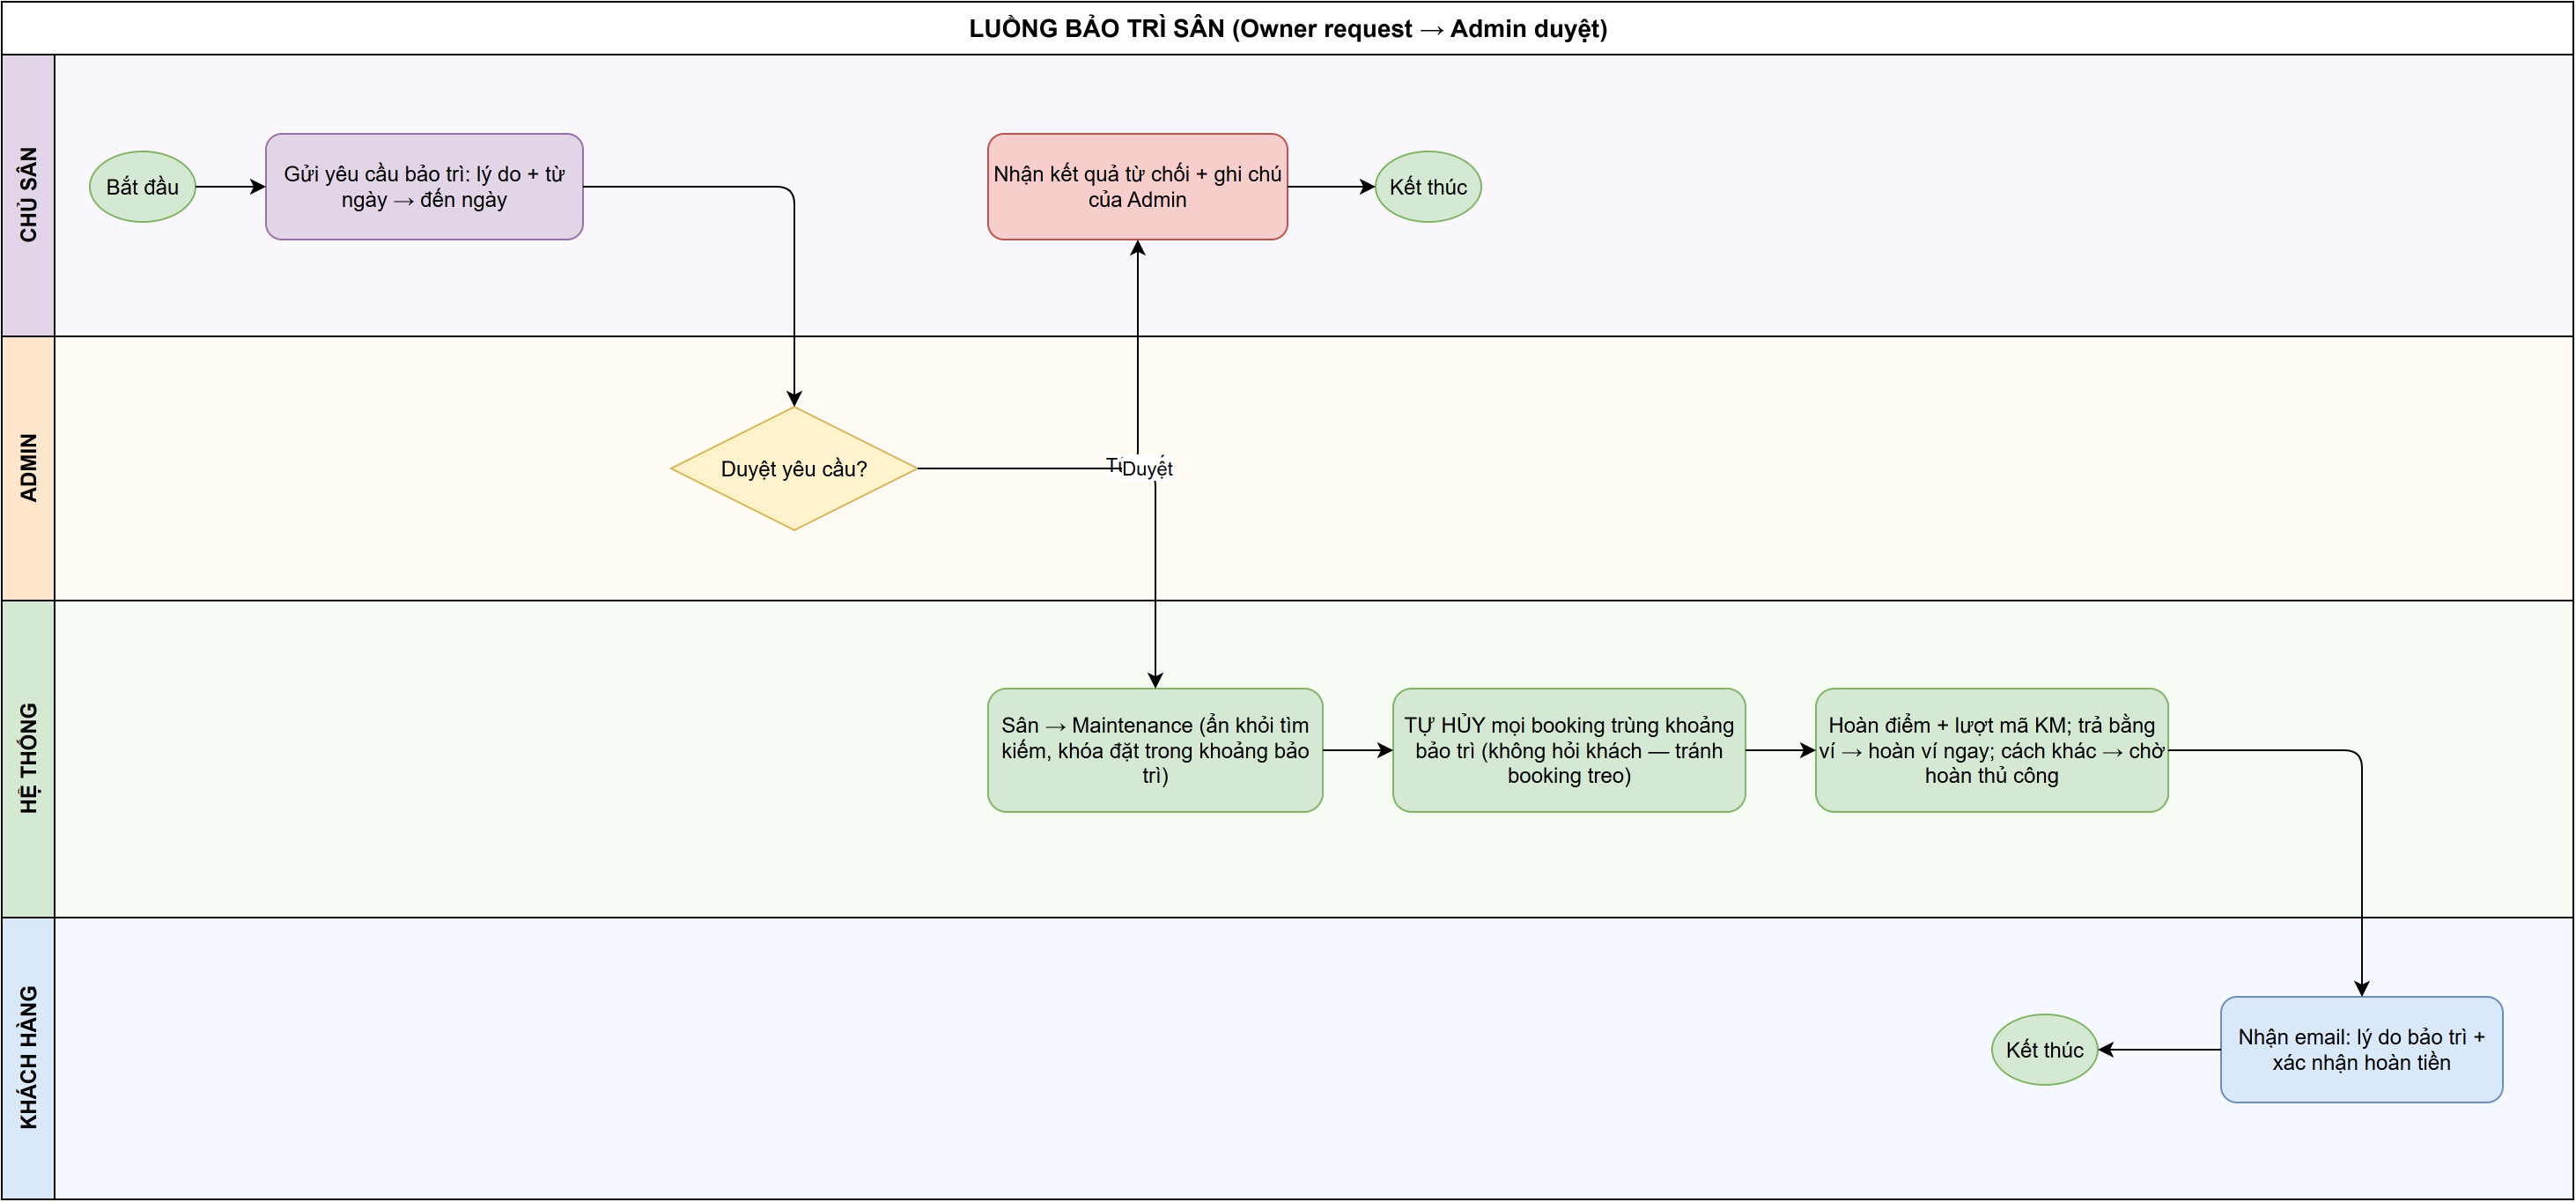 LUỒNG BẢO TRÌ SÂN (Owner request → Admin duyệt)
CHỦ SÂN
Bắt đầu
Gửi yêu cầu bảo trì: lý do + từ
ngày → đến ngày
Nhận kết quả từ chối + ghi chú
của Admin
Kết thúc
ADMIN
Duyệt yêu cầu?
Duyệt
HỆ THỐNG
Sân → Maintenance (ẩn khỏi tìm
kiếm, khóa đặt trong khoảng bảo
trì)
TỰ HỦY mọi booking trùng khoảng
bảo trì (không hỏi khách — tránh
booking treo)
Hoàn điểm + lượt mã KM; trả bằng
ví → hoàn ví ngay; cách khác → chờ
hoàn thủ công
KHÁCH HÀNG
Kết thúc
Nhận email: lý do bảo trì +
xác nhận hoàn tiền